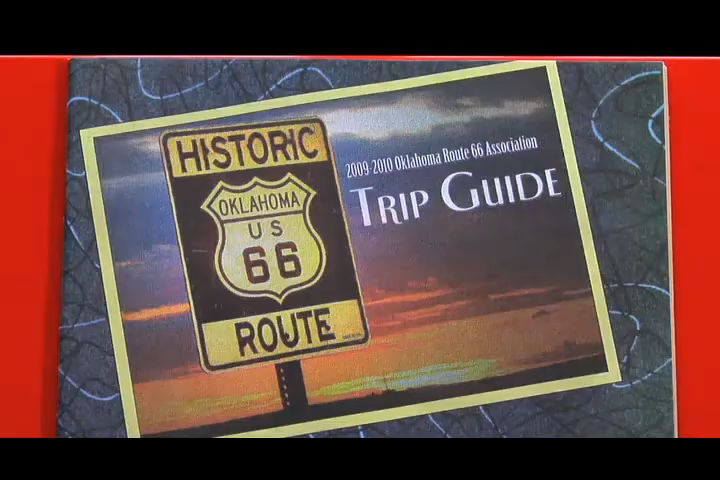 HISTORIC
OKLAHOMA
US
66
ROUTE
2009-2010 Oklahoma Route 66 Association
TRIP GUIDE